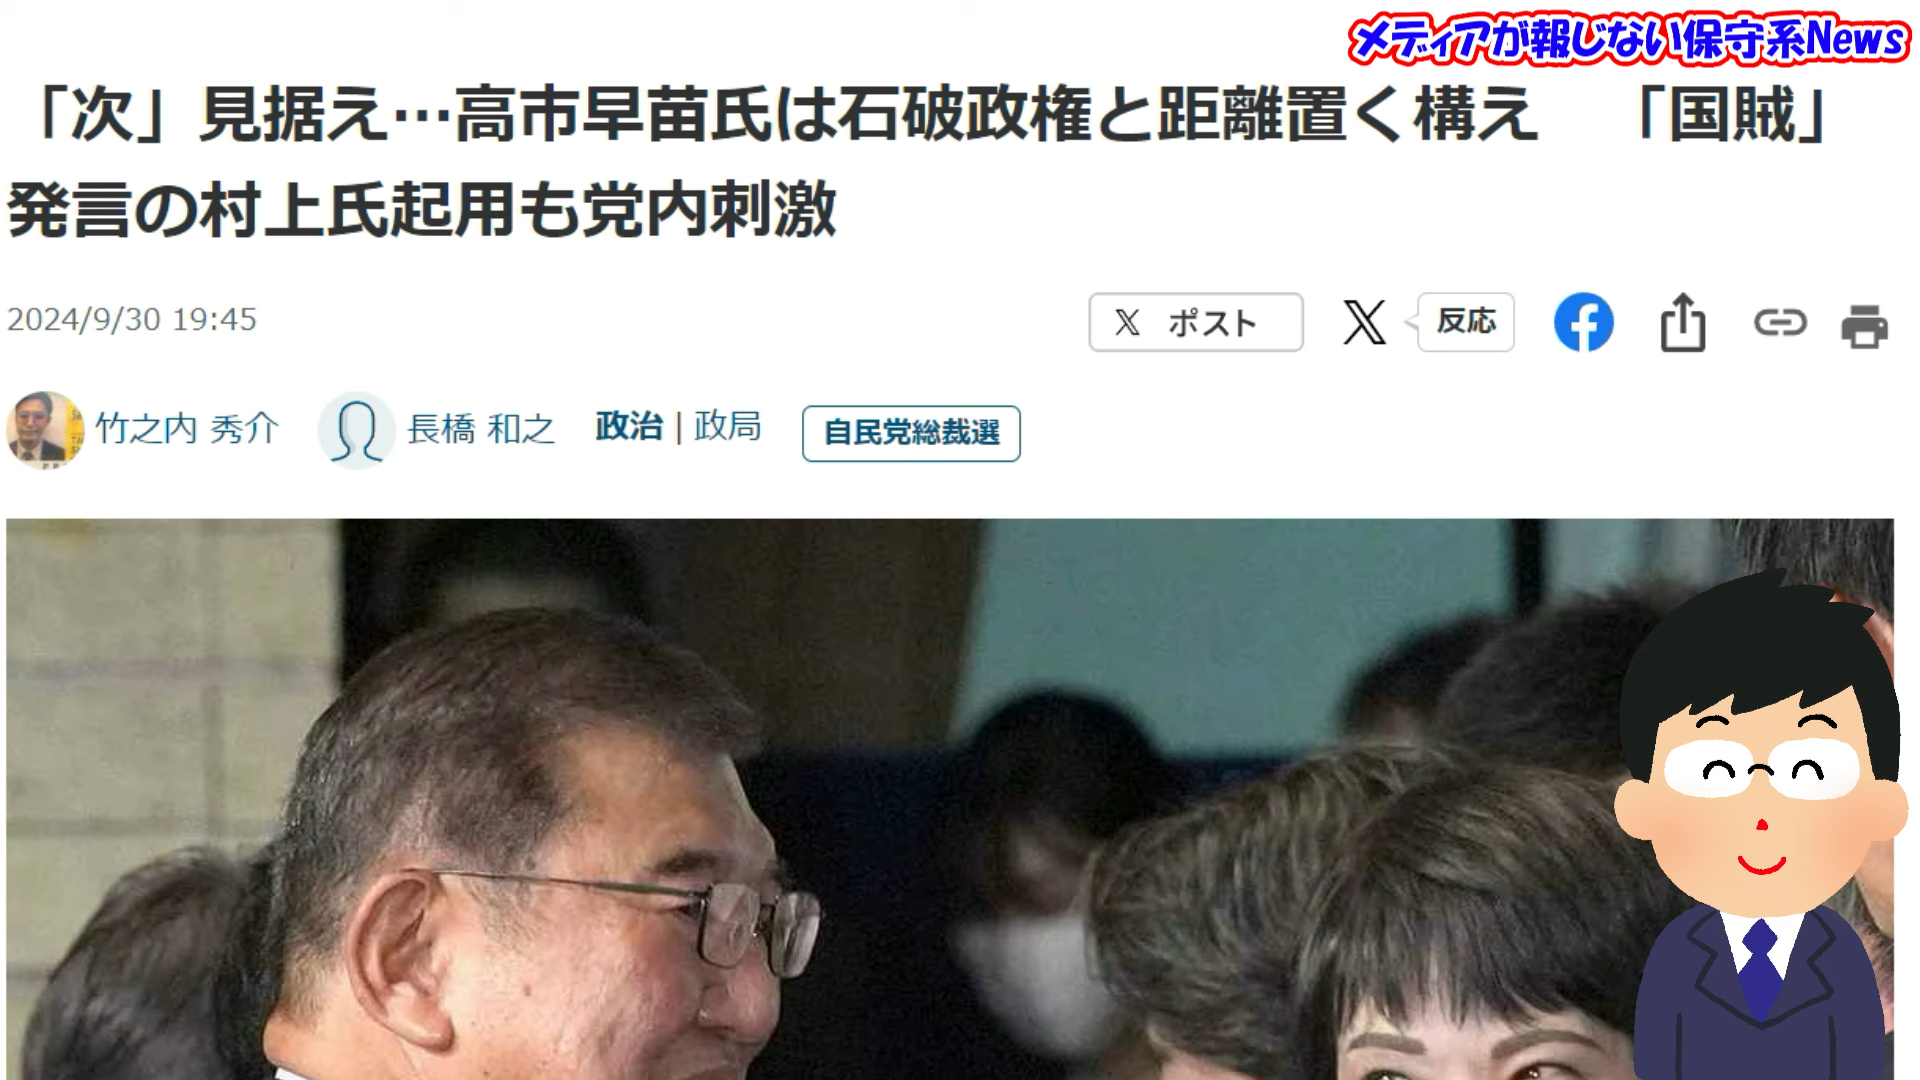 メディアが報じない保守系News
「次」見据え…高市早苗氏は石破政権と距離置く構え　「国賊」
発言の村上氏起用も党内刺激
2024/9/30 19:45
X ポスト
X 反応
竹之内 秀介 長橋 和之 政治 | 政局 自民党総裁選